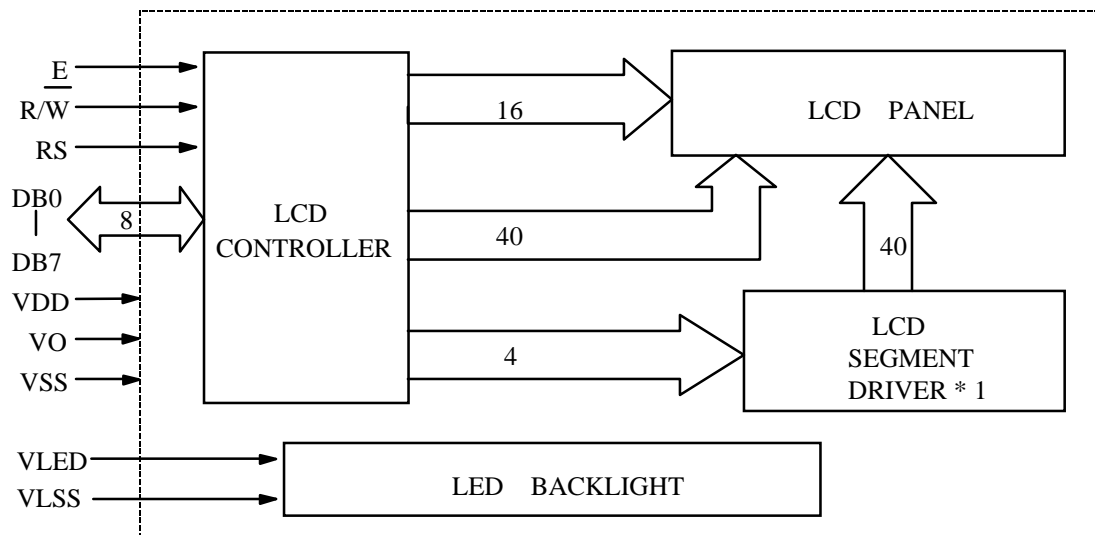 E
R/W
RS
DB0
DB7
8
VDD
VO
VSS
VLED
VLSS
LCD
CONTROLLER
16
40
4
LCD PANEL
40
LCD
SEGMENT
DRIVER * 1
LED BACKLIGHT